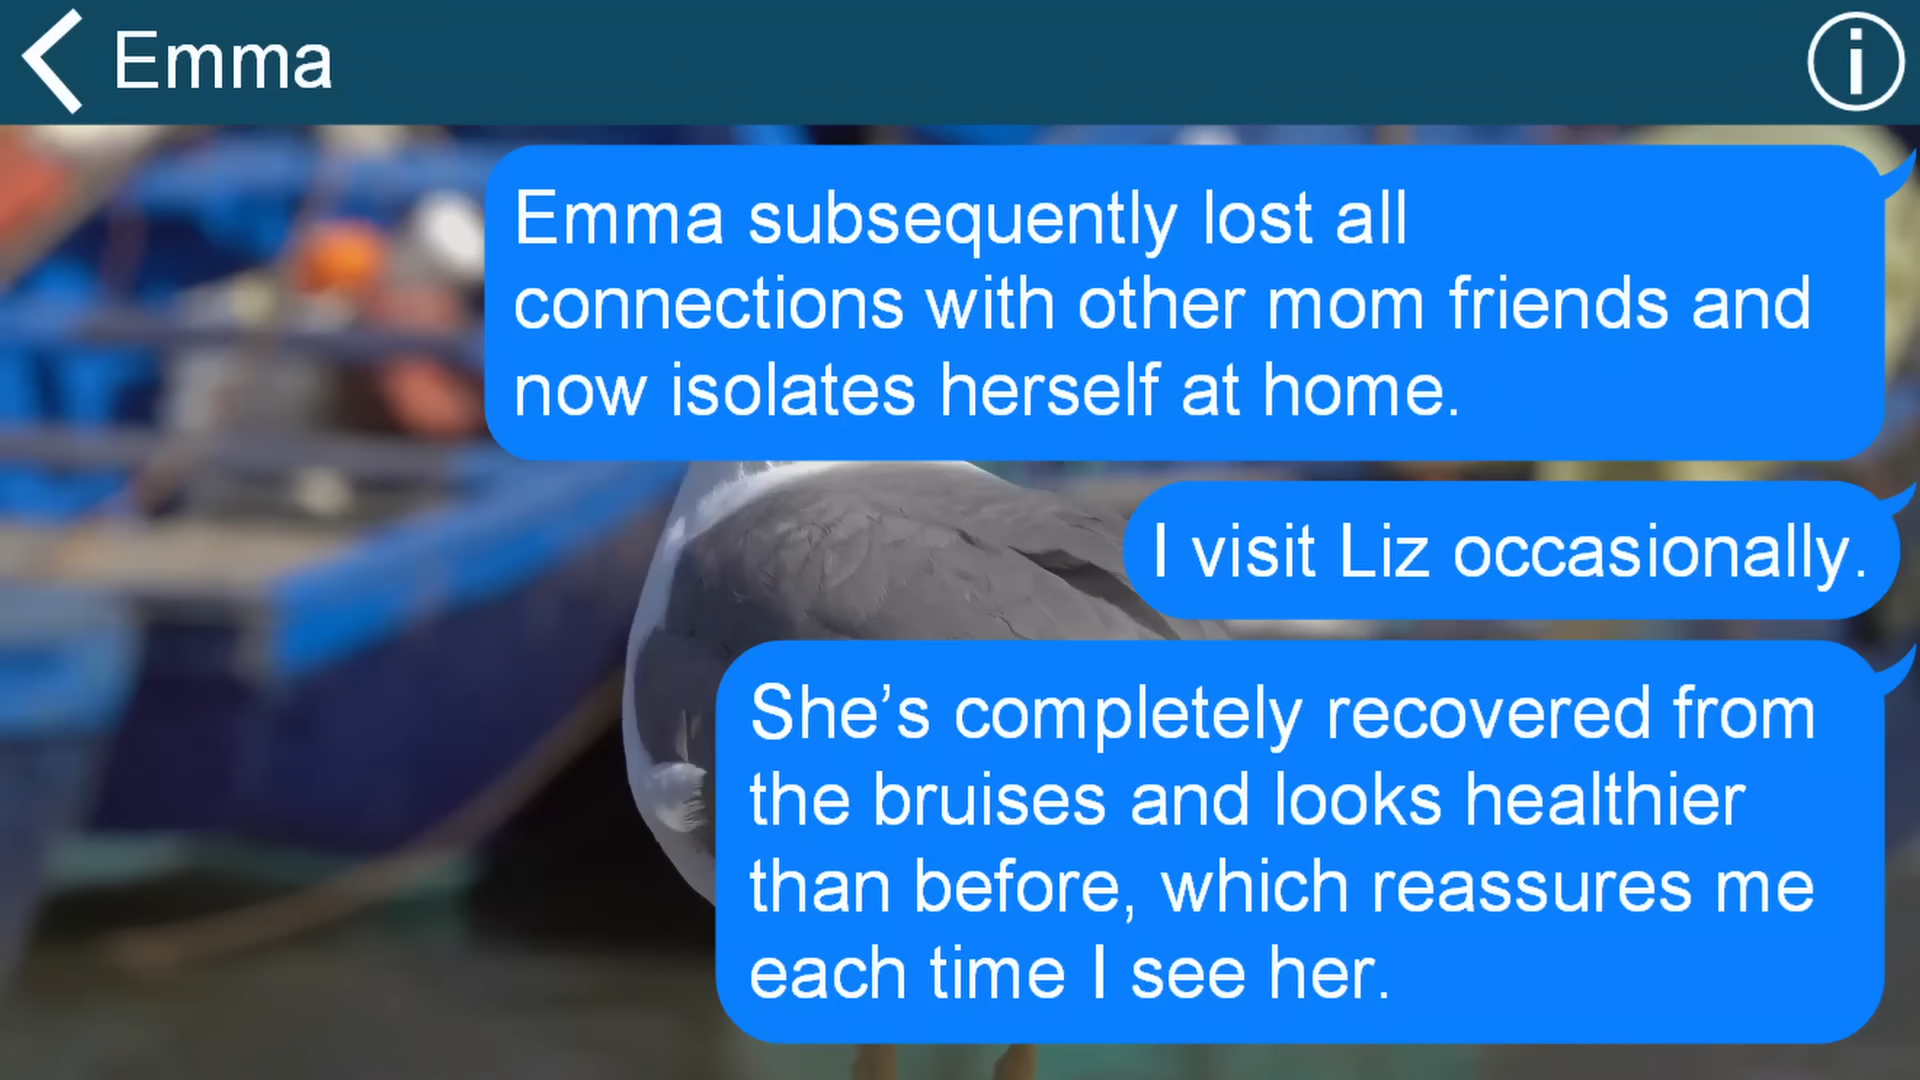 Emma
Emma subsequently lost all
connections with other mom friends and
now isolates herself at home.
I visit Liz occasionally.
She’s completely recovered from
the bruises and looks healthier
than before, which reassures me
each time I see her.